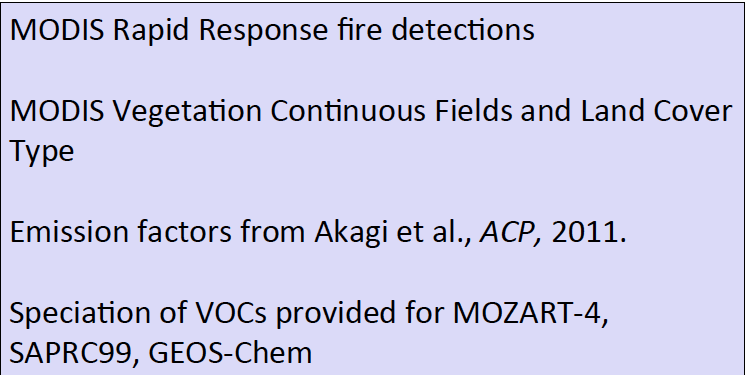 MODIS Rapid Response fire detections
MODIS Vegetation Continuous Fields and Land Cover
Type
Emission factors from Akagi et al., ACP, 2011.
Speciation of VOCs provided for MOZART-4,
SAPRC99, GEOS-Chem